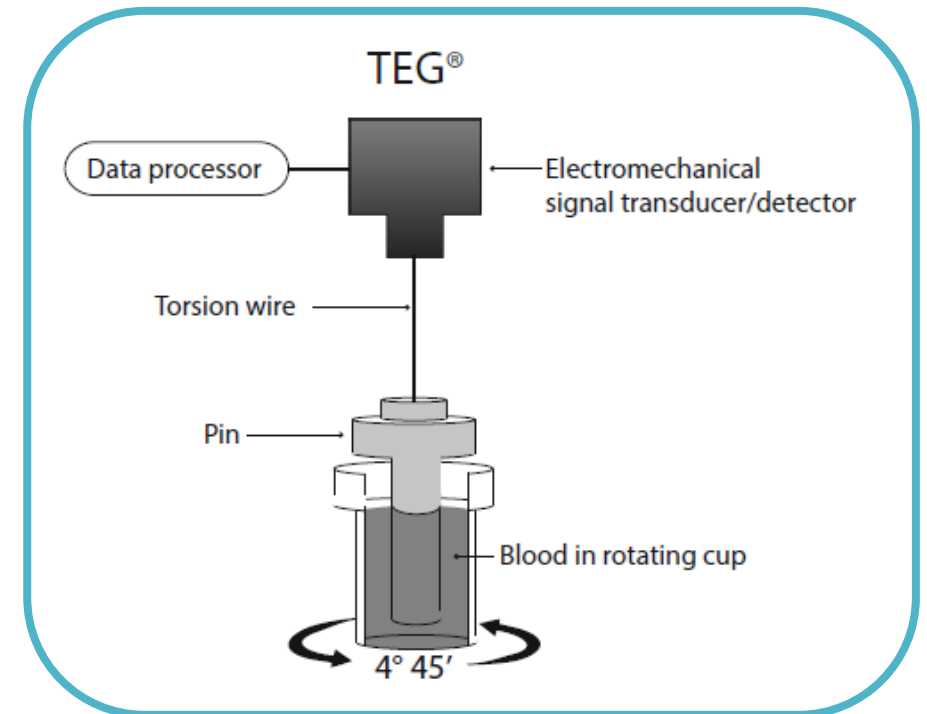 TEG®
Data processor
Electromechanical
signal transducer/detector
Torsion wire
Pin
Blood in rotating cup
4° 45′